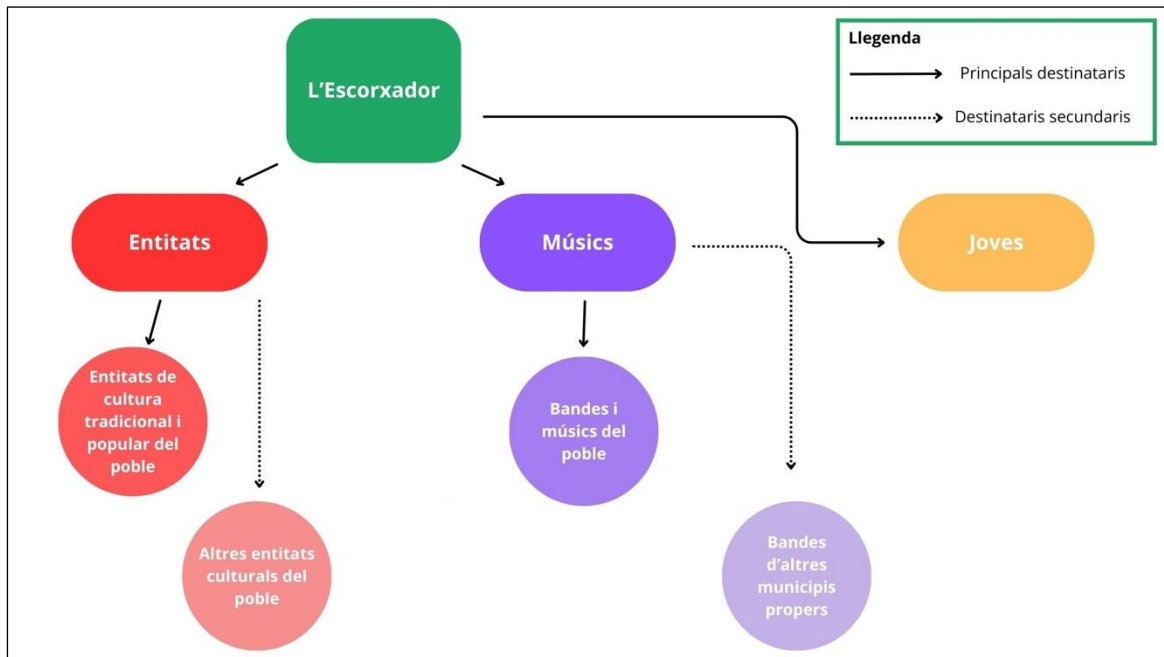 L'Escorxador
Llegenda
Principals destinataris
Destinataris secundaris
Entitats
Músics
Joves
Entitats de
cultura
tradicional i
popular del
poble
Bandes i
músics del
poble
Altres entitats
culturals del
poble
Bandes
d'altres
municipis
propers